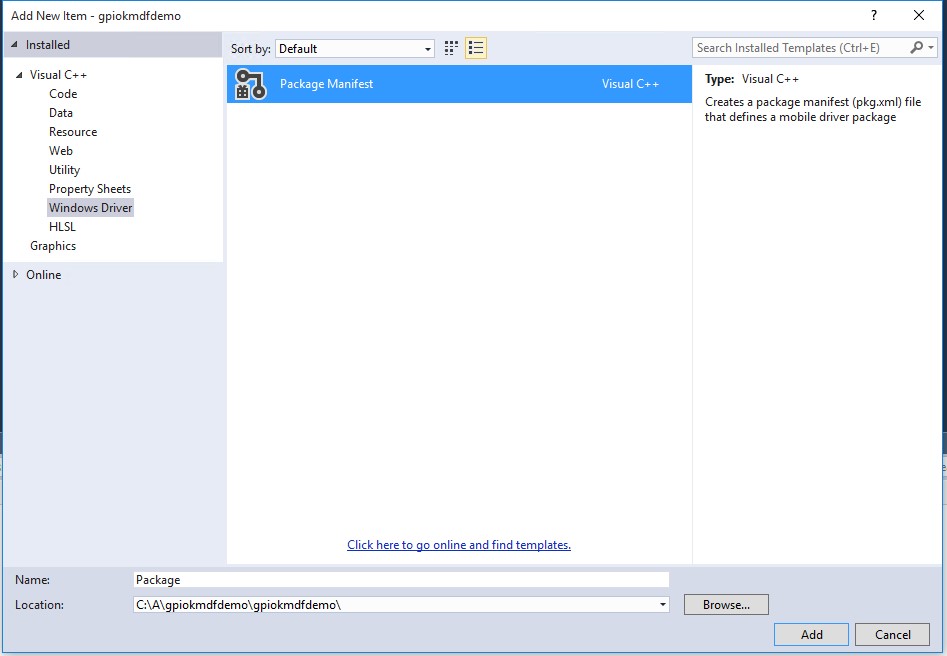 Add New Item - gpiokmdfdemo
?
Installed
Sort by: Default
Search Installed Templates (Ctrl+E)
Visual C++
Code
Data
Resource
Web
Utility
Property Sheets
Windows Driver
HLSL
Graphics
Online
Package Manifest Visual C++
Type: Visual C++
Creates a package manifest (pkg.xml) file
that defines a mobile driver package
Click here to go online and find templates.
Name: Package
Location: C:\A\gpiokmdfdemo\gpiokmdfdemo\
Browse...
Add Cancel